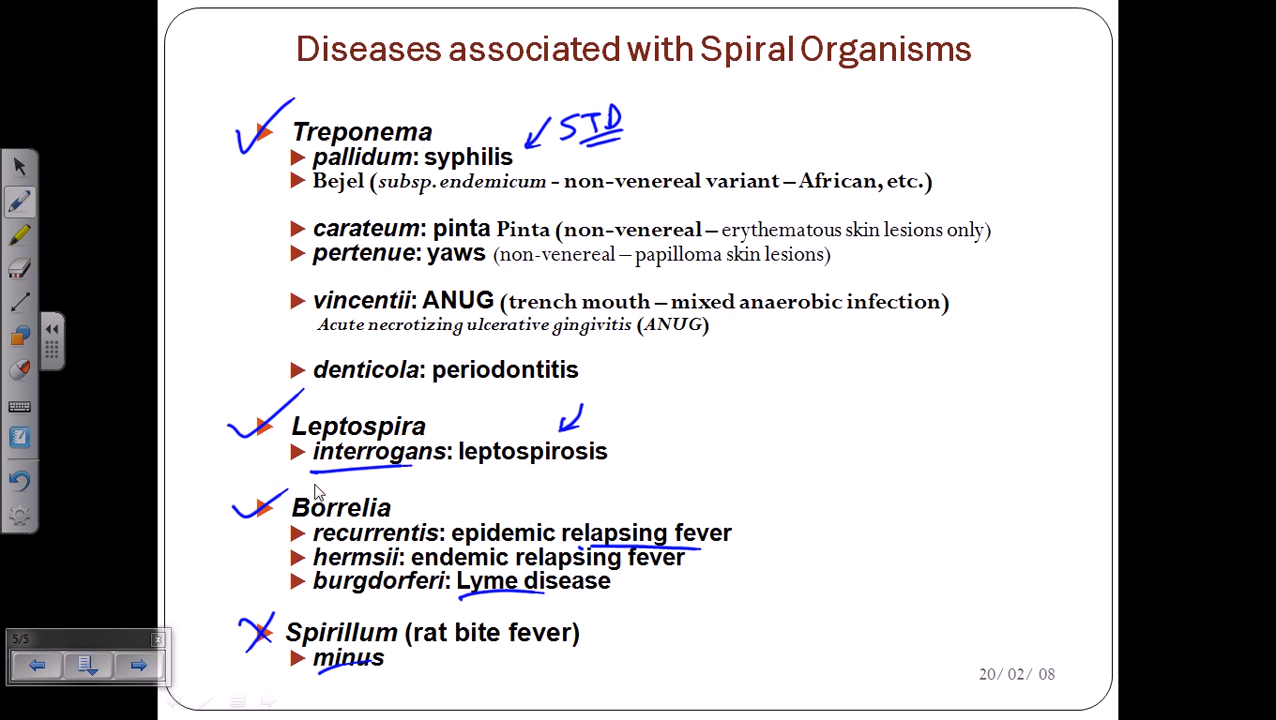 Diseases associated with Spiral Organisms
STD
Treponema
pallidum: syphilis
Bejel (subsp. endemicum - non-venereal variant – African, etc.)
carateum: pinta Pinta (non-venereal – erythematous skin lesions only)
pertenue: yaws (non-venereal – papilloma skin lesions)
vincentii: ANUG (trench mouth – mixed anaerobic infection)
Acute necrotizing ulcerative gingivitis (ANUG)
denticola: periodontitis
Leptospira
interrogans: leptospirosis
Borrelia
recurrentis: epidemic relapsing fever
hermsii: endemic relapsing fever
burgdorferi: Lyme disease
Spirillum (rat bite fever)
minus
5/5
20/ 02/ 08